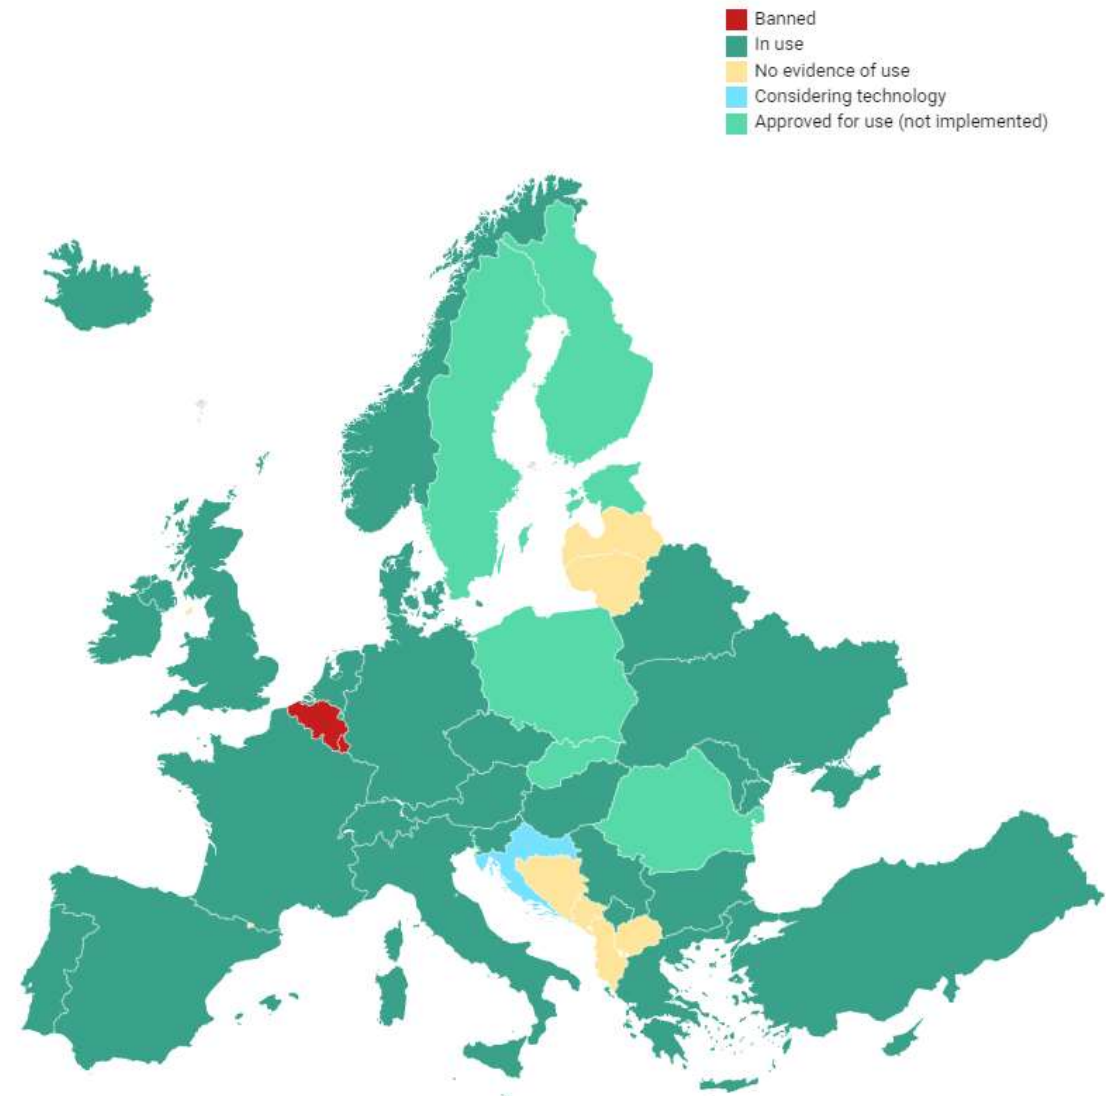 Banned
In use
No evidence of use
Considering technology
Approved for use (not implemented)